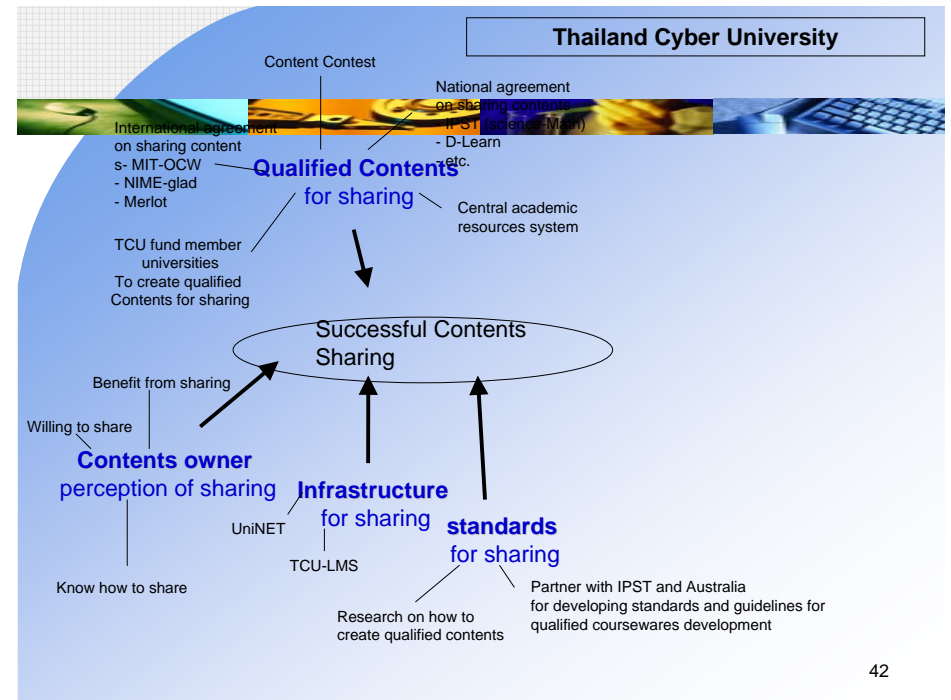 Thailand Cyber University
Content Contest
National agreement
on sharing contents
- IPST (science-Math)
- D-Learn
- etc.
International agreement
on sharing content
s- MIT-OCW
- NIME-glad
- Merlot
Qualified Contents
for sharing
Central academic
resources system
TCU fund member
universities
To create qualified
Contents for sharing
Successful Contents
Sharing
Benefit from sharing
Willing to share
Contents owner
perception of sharing
Know how to share
Infrastructure
for sharing
UniNET
TCU-LMS
standards
for sharing
Research on how to
create qualified contents
Partner with IPST and Australia
for developing standards and guidelines for
qualified coursewares development
42